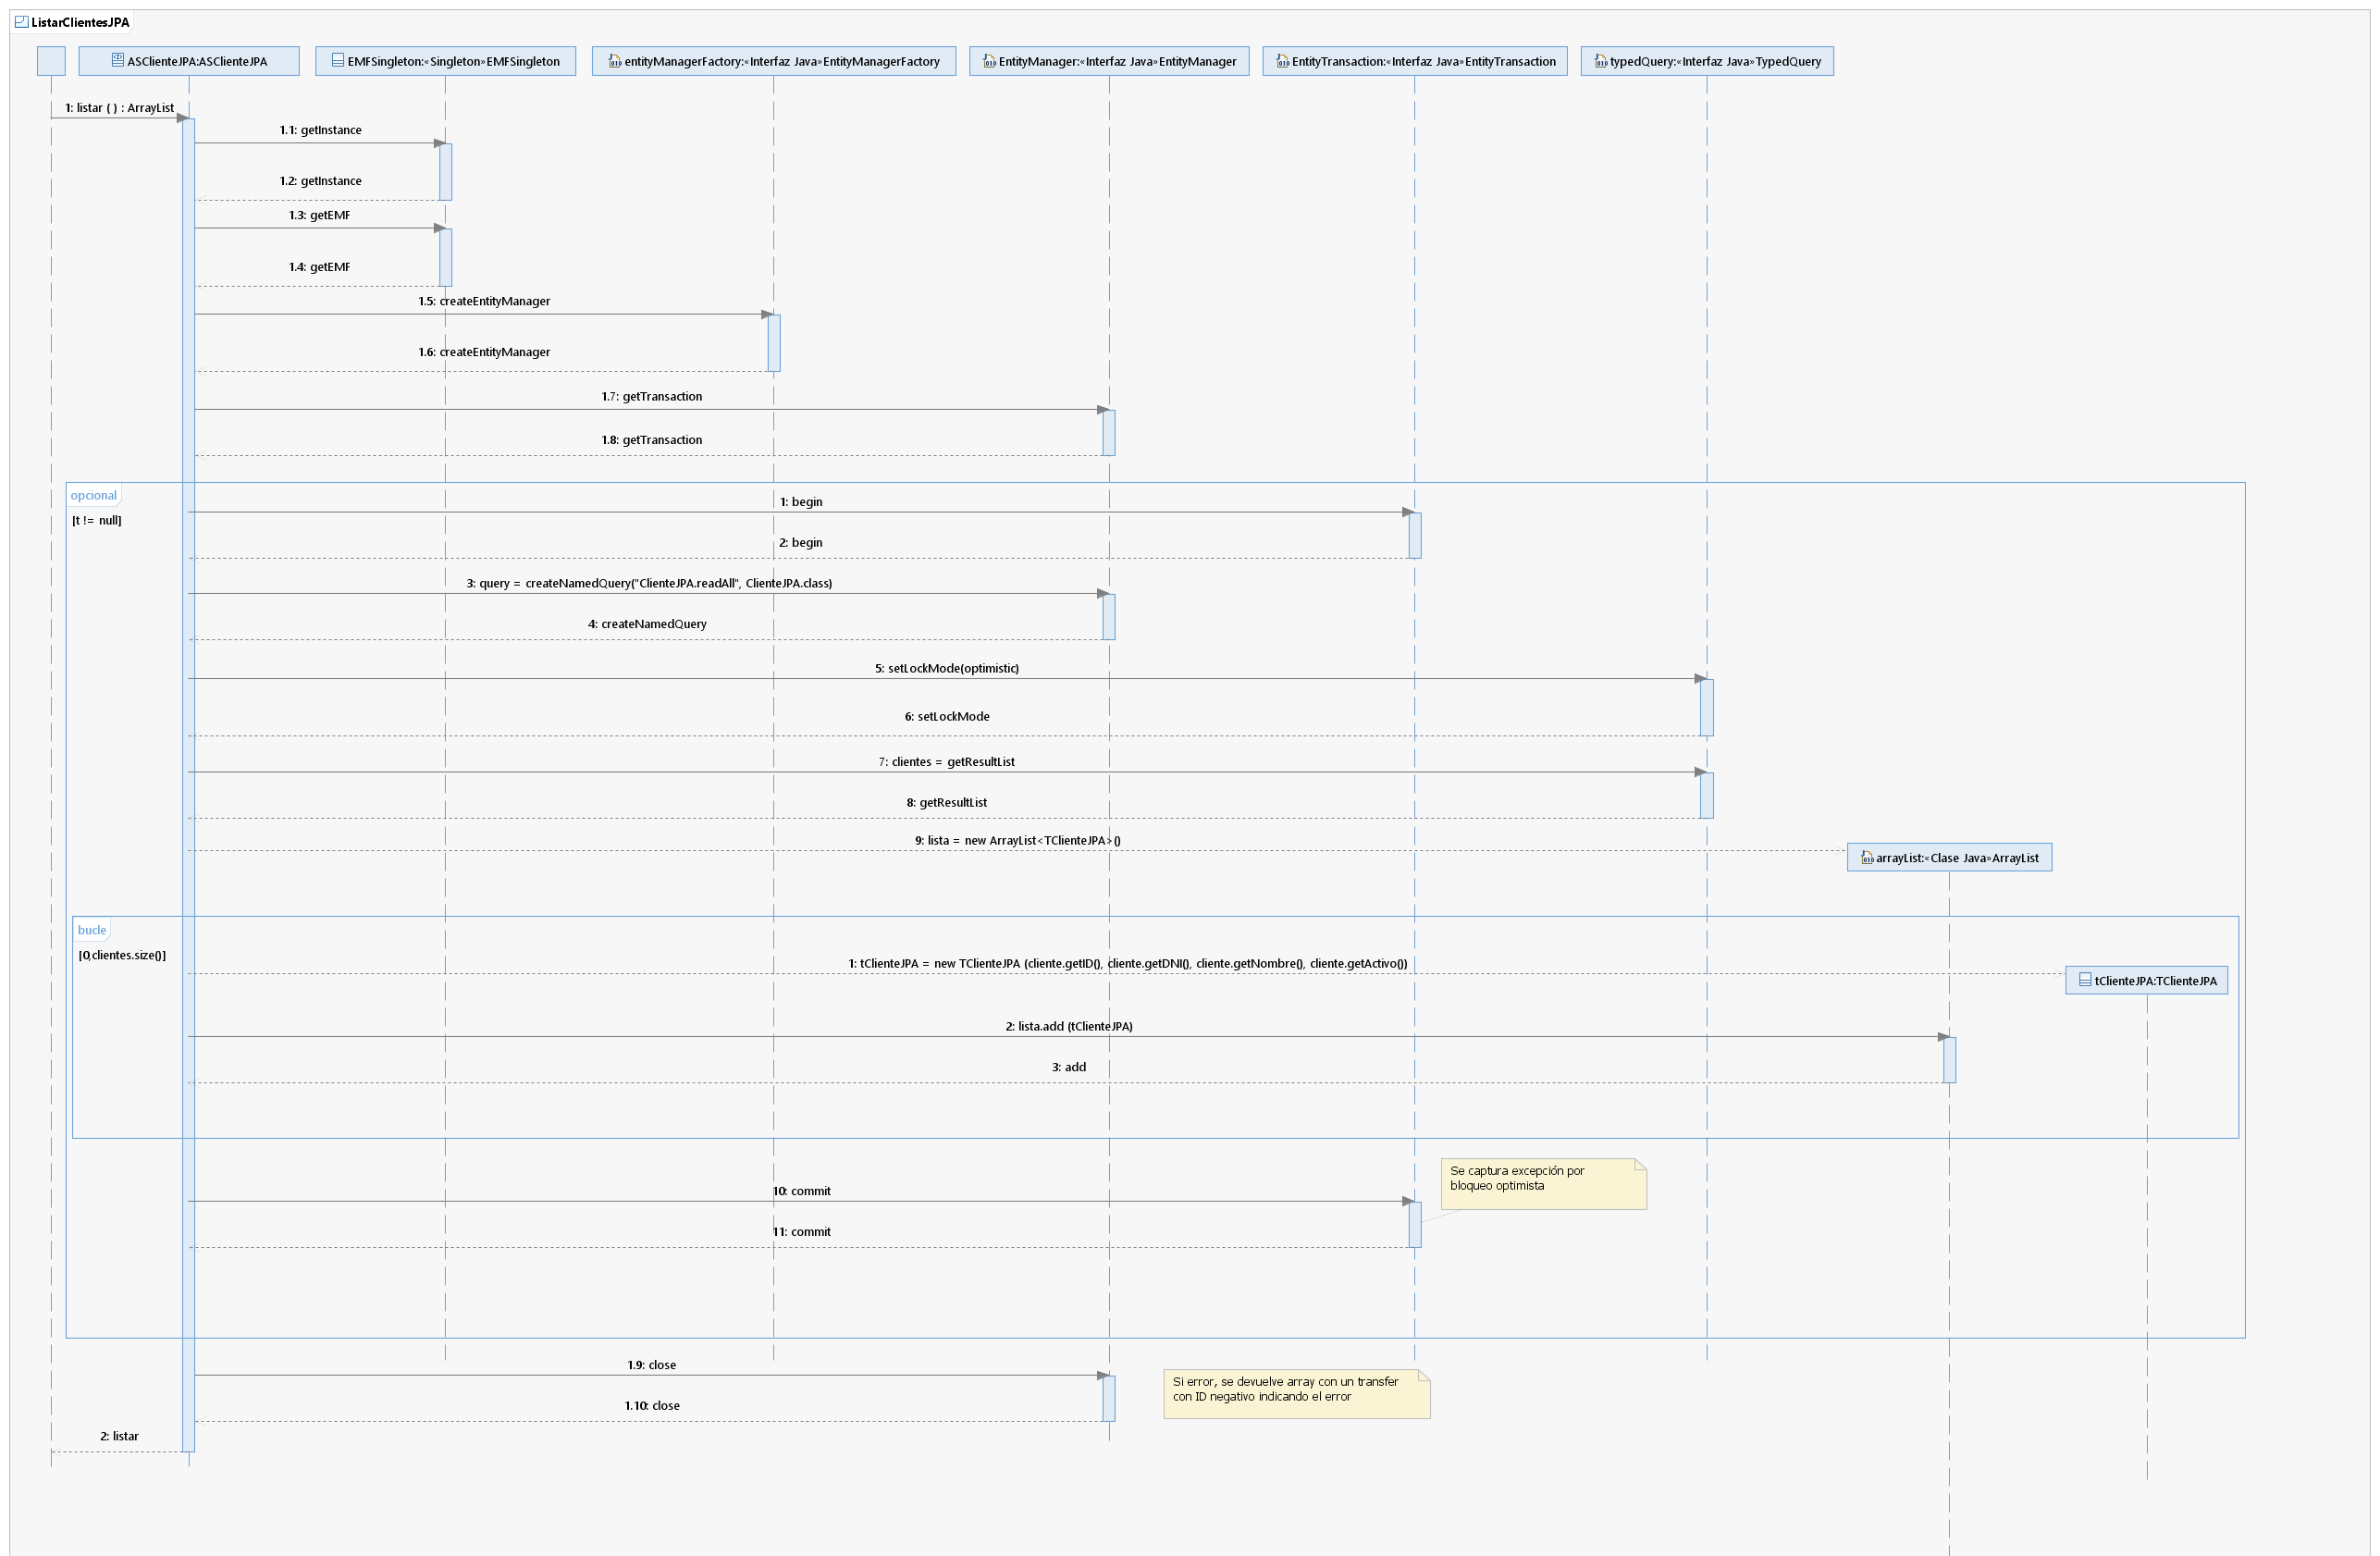 ListarClientesJPA
ASClienteJPA:ASClienteJPA
EMFSingleton:«Singleton»EMFSingleton
entityManagerFactory:«Interfaz Java»EntityManagerFactory
EntityManager:«Interfaz Java»EntityManager
EntityTransaction:«Interfaz Java»EntityTransaction
typedQuery:«Interfaz Java»TypedQuery
1: listar ( ) : ArrayList
1.1: getInstance
1.2: getInstance
1.3: getEMF
1.4: getEMF
1.5: createEntityManager
1.6: createEntityManager
1.7: getTransaction
1.8: getTransaction
opcional
[t != null]
1: begin
2: begin
3: query = createNamedQuery("ClienteJPA.readAll", ClienteJPA.class)
4: createNamedQuery
5: setLockMode(optimistic)
6: setLockMode
7: clientes = getResultList
8: getResultList
9: lista = new ArrayList<TClienteJPA>()
arrayList:«Clase Java»ArrayList
bucle
[0,clientes.size()]
1: tClienteJPA = new TClienteJPA (cliente.getID(), cliente.getDNI(), cliente.getNombre(), cliente.getActivo())
tClienteJPA:TClienteJPA
2: lista.add (tClienteJPA)
3: add
Se captura excepción por
bloqueo optimista
10: commit
11: commit
1.9: close
Si error, se devuelve array con un transfer
con ID negativo indicando el error
1.10: close
2: listar